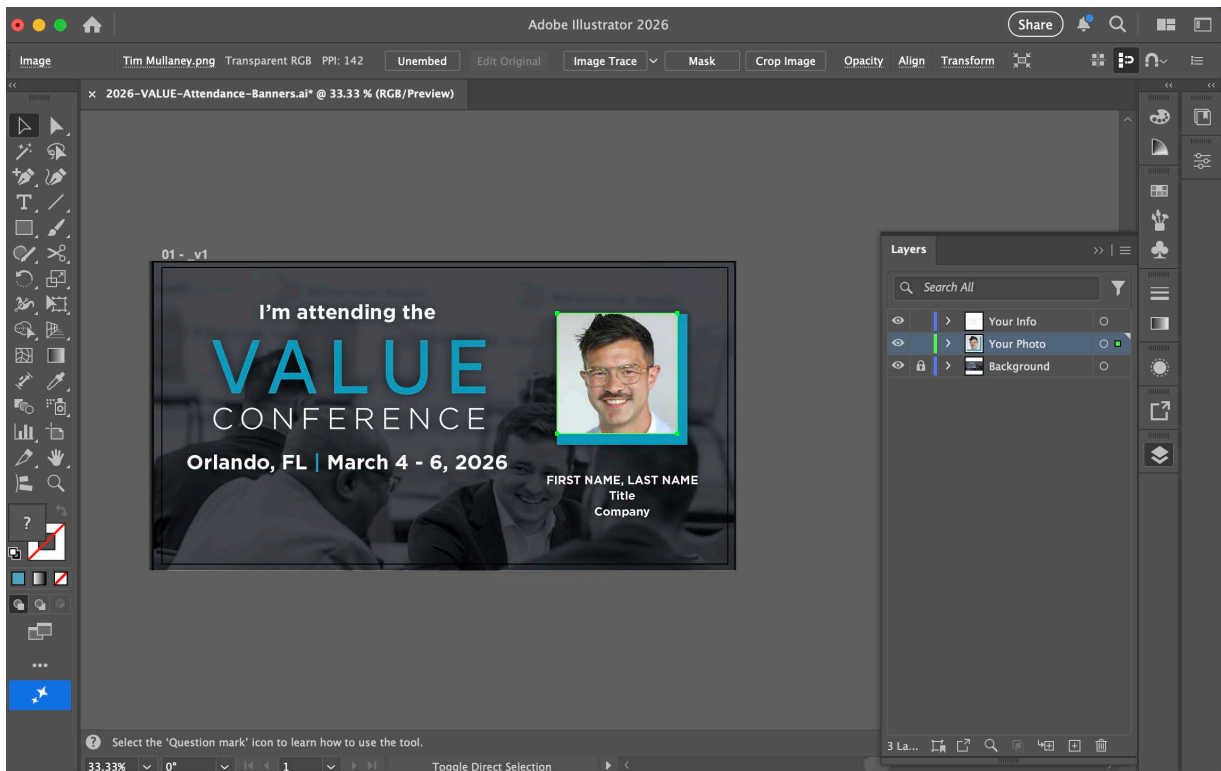 Adobe Illustrator 2026
Share
Image
Tim Mullaney.png Transparent RGB PPI: 142
Unembed
Edit Original
Image Trace
Mask
Crop Image
Opacity
Align
Transform
× 2026-VALUE-Attendance-Banners.ai* @ 33.33 % (RGB/Preview)
01 - _v1
I'm attending the
VALUE
CONFERENCE
Orlando, FL | March 4 - 6, 2026
FIRST NAME, LAST NAME
Title
Company
Layers
Search All
Your Info
Your Photo
Background
3 La...
Select the 'Question mark' icon to learn how to use the tool.
33.33%
0°
1
Toggle Direct Selection